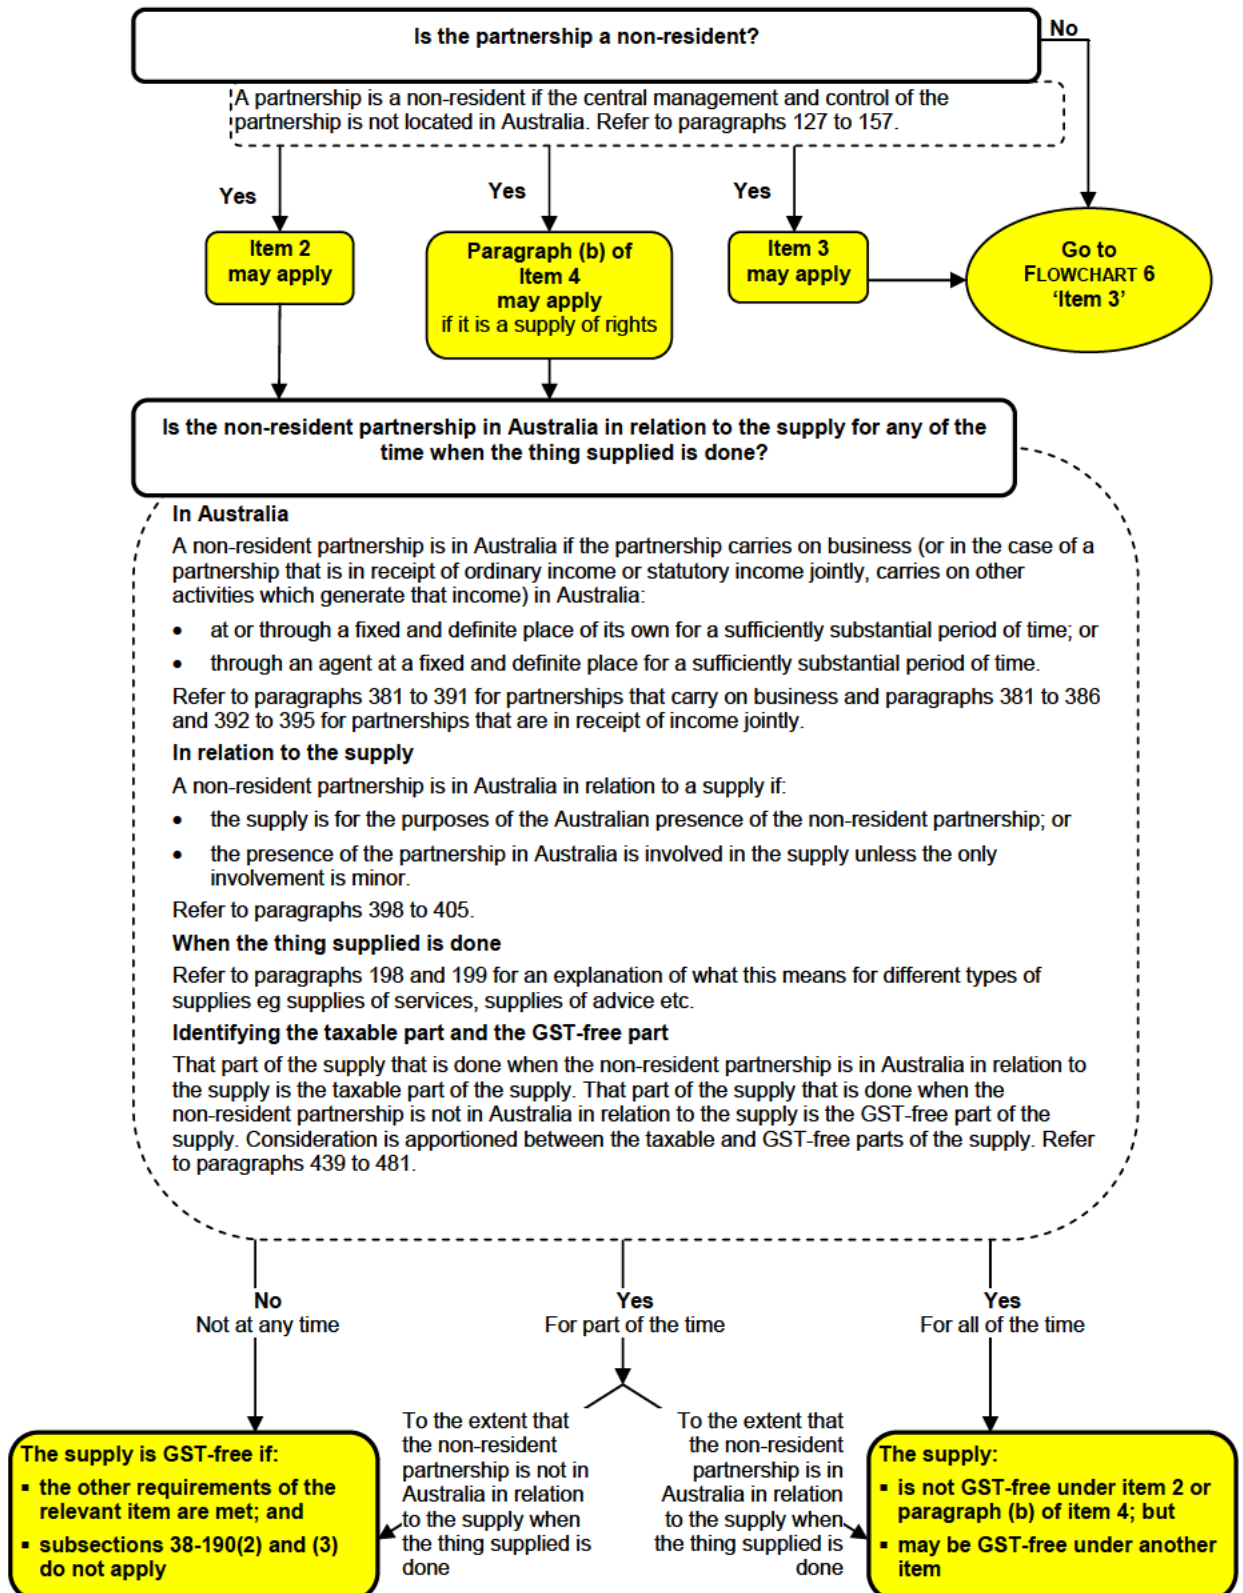 Is the partnership a non-resident?
No
A partnership is a non-resident if the central management and control of the
partnership is not located in Australia. Refer to paragraphs 127 to 157.
Yes
Yes
Yes
Item 2
may apply
Paragraph (b) of
Item 4
may apply
if it is a supply of rights
Item 3
may apply
Go to
FLOWCHART 6
‘Item 3’
Is the non-resident partnership in Australia in relation to the supply for any of the
time when the thing supplied is done?
In Australia
A non-resident partnership is in Australia if the partnership carries on business (or in the case of a
partnership that is in receipt of ordinary income or statutory income jointly, carries on other
activities which generate that income) in Australia:
• at or through a fixed and definite place of its own for a sufficiently substantial period of time; or
• through an agent at a fixed and definite place for a sufficiently substantial period of time.
Refer to paragraphs 381 to 391 for partnerships that carry on business and paragraphs 381 to 386
and 392 to 395 for partnerships that are in receipt of income jointly.
In relation to the supply
A non-resident partnership is in Australia in relation to a supply if:
• the supply is for the purposes of the Australian presence of the non-resident partnership; or
• the presence of the partnership in Australia is involved in the supply unless the only
involvement is minor.
Refer to paragraphs 398 to 405.
When the thing supplied is done
Refer to paragraphs 198 and 199 for an explanation of what this means for different types of
supplies eg supplies of services, supplies of advice etc.
Identifying the taxable part and the GST-free part
That part of the supply that is done when the non-resident partnership is in Australia in relation to
the supply is the taxable part of the supply. That part of the supply that is done when the
non-resident partnership is not in Australia in relation to the supply is the GST-free part of the
supply. Consideration is apportioned between the taxable and GST-free parts of the supply. Refer
to paragraphs 439 to 481.
No
Not at any time
Yes
For part of the time
Yes
For all of the time
The supply is GST-free if:
▪ the other requirements of the
relevant item are met; and
▪ subsections 38-190(2) and (3)
do not apply
To the extent that
the non-resident
partnership is not in
Australia in relation
to the supply when
the thing supplied is
done
To the extent that
the non-resident
partnership is in
Australia in relation
to the supply when
the thing supplied is
done
The supply:
▪ is not GST-free under item 2 or
paragraph (b) of item 4; but
▪ may be GST-free under another
item